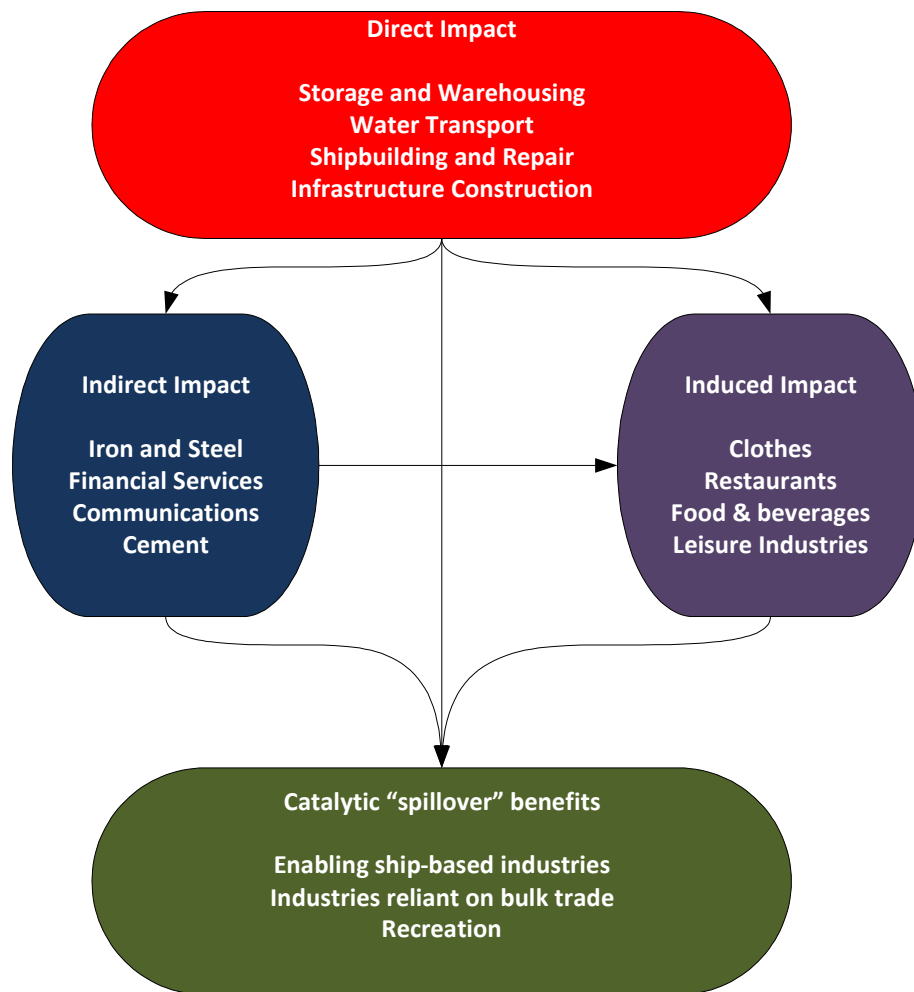 Direct Impact
Storage and Warehousing
Water Transport
Shipbuilding and Repair
Infrastructure Construction
Indirect Impact
Iron and Steel
Financial Services
Communications
Cement
Induced Impact
Clothes
Restaurants
Food & beverages
Leisure Industries
Catalytic “spillover” benefits
Enabling ship-based industries
Industries reliant on bulk trade
Recreation